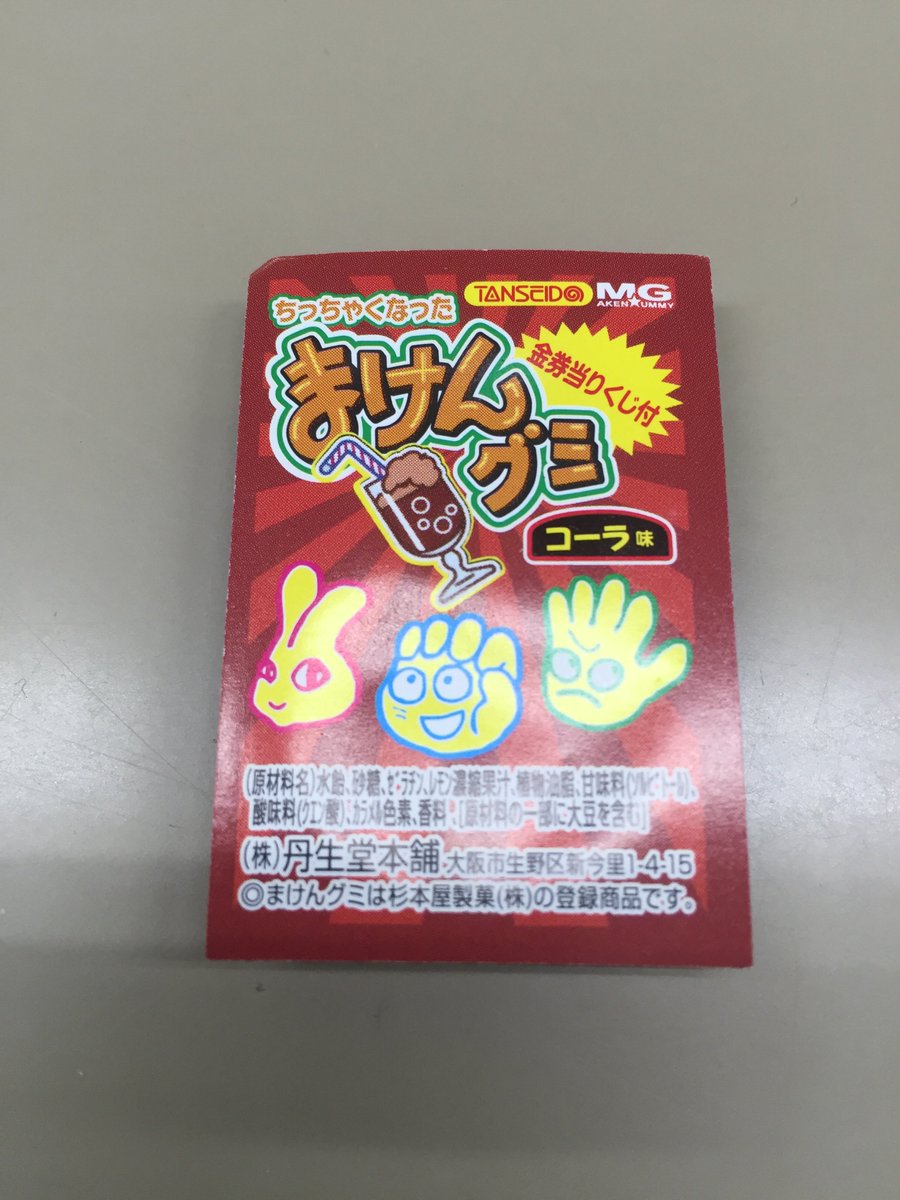 TANSEIDO
MG
AKEN★UMMY
ちっちゃくなった
まけん
グミ
金券当りくじ付
コーラ味
(原材料名)水飴、砂糖、ゼラチン、レモン濃縮果汁、植物油脂、甘味料(ソルビトール)、
酸味料(クエン酸)、カラメル色素、香料、[原材料の一部に大豆を含む]
(株)丹生堂本舗 大阪市生野区新今里1-4-15
◎まけんグミは杉本屋製菓(株)の登録商品です。